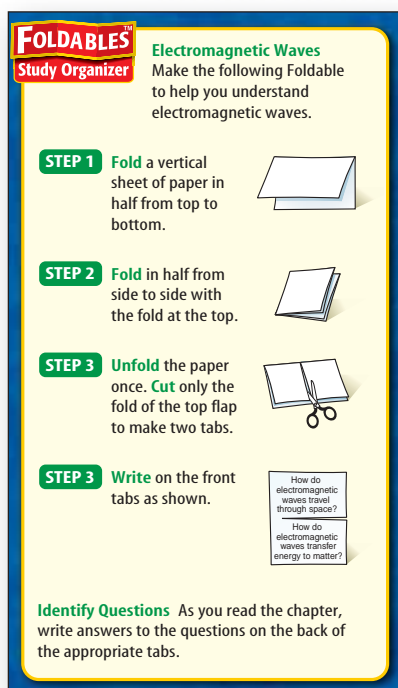 FOLDABLES™
Study Organizer
Electromagnetic Waves
Make the following Foldable
to help you understand
electromagnetic waves.
STEP 1 Fold a vertical
sheet of paper in
half from top to
bottom.
STEP 2 Fold in half from
side to side with
the fold at the top.
STEP 3 Unfold the paper
once. Cut only the
fold of the top flap
to make two tabs.
STEP 3 Write on the front
tabs as shown.
How do
electromagnetic
waves travel
through space?
How do
electromagnetic
waves transfer
energy to matter?
Identify Questions As you read the chapter,
write answers to the questions on the back of
the appropriate tabs.